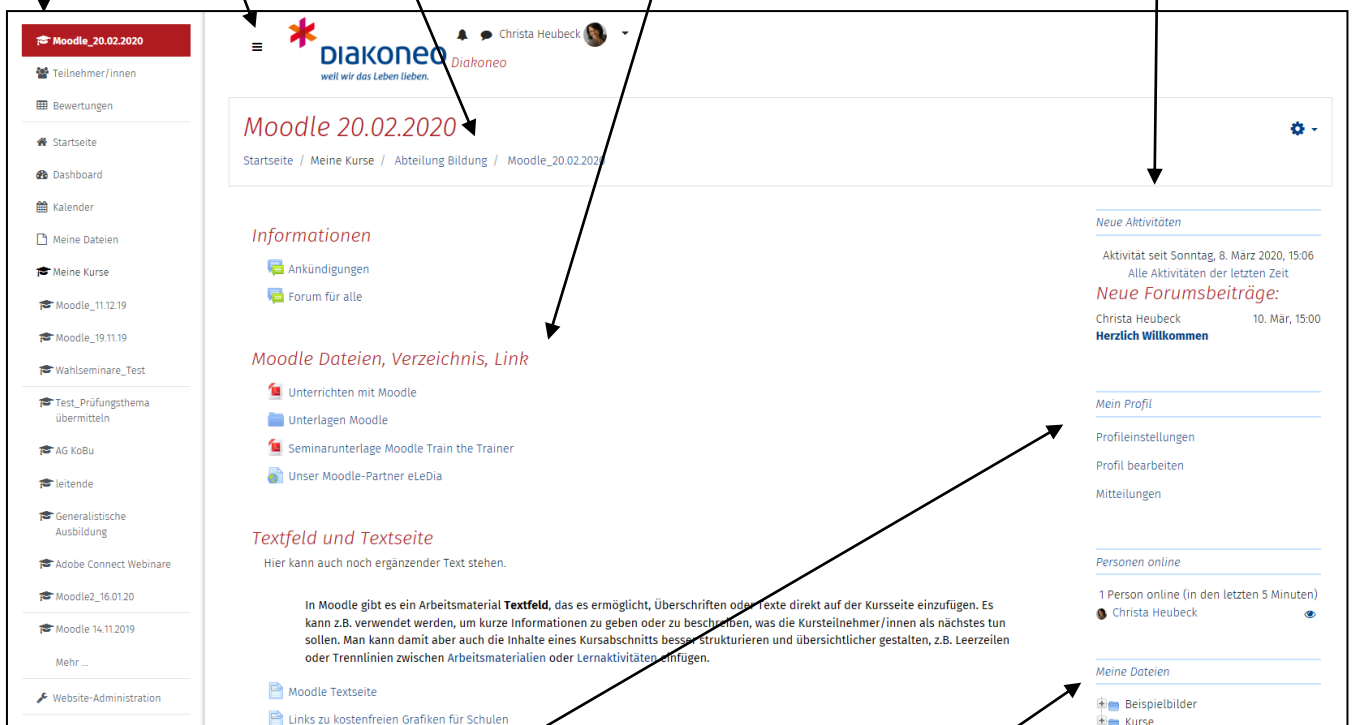 Moodle_20.02.2020
Teilnehmer/innen
Bewertungen
Startseite
Dashboard
Kalender
Meine Dateien
Meine Kurse
Moodle_11.12.19
Moodle_19.11.19
Wahlseminare_Test
Test_Prüfungsthema
übermitteln
AG KoBu
leitende
Generalistische
Ausbildung
Adobe Connect Webinare
Moodle2_16.01.20
Moodle 14.11.2019
Mehr ...
Website-Administration
Diakoneo
weil wir das Leben lieben.
Christa Heubeck
Diakoneo
Moodle 20.02.2020
Startseite / Meine Kurse / Abteilung Bildung / Moodle_20.02.2020
Informationen
Ankündigungen
Forum für alle
Moodle Dateien, Verzeichnis, Link
Unterrichten mit Moodle
Unterlagen Moodle
Seminarunterlage Moodle Train the Trainer
Unser Moodle-Partner eLeDia
Textfeld und Textseite
Hier kann auch noch ergänzender Text stehen.
In Moodle gibt es ein Arbeitsmaterial Textfeld, das es ermöglicht, Überschriften oder Texte direkt auf der Kursseite einzufügen. Es
kann z.B. verwendet werden, um kurze Informationen zu geben oder zu beschreiben, was die Kursteilnehmer/innen als nächstes tun
sollen. Man kann damit aber auch die Inhalte eines Kursabschnitts besser strukturieren und übersichtlicher gestalten, z.B. Leerzeilen
oder Trennlinien zwischen Arbeitsmaterialien oder Lernaktivitäten einfügen.
Moodle Textseite
Links zu kostenfreien Grafiken für Schulen
Neue Aktivitäten
Aktivität seit Sonntag, 8. März 2020, 15:06
Alle Aktivitäten der letzten Zeit
Neue Forumsbeiträge:
Christa Heubeck 10. Mär, 15:00
Herzlich Willkommen
Mein Profil
Profileinstellungen
Profil bearbeiten
Mitteilungen
Personen online
1 Person online (in den letzten 5 Minuten)
Christa Heubeck
Meine Dateien
Beispielbilder
Kurse